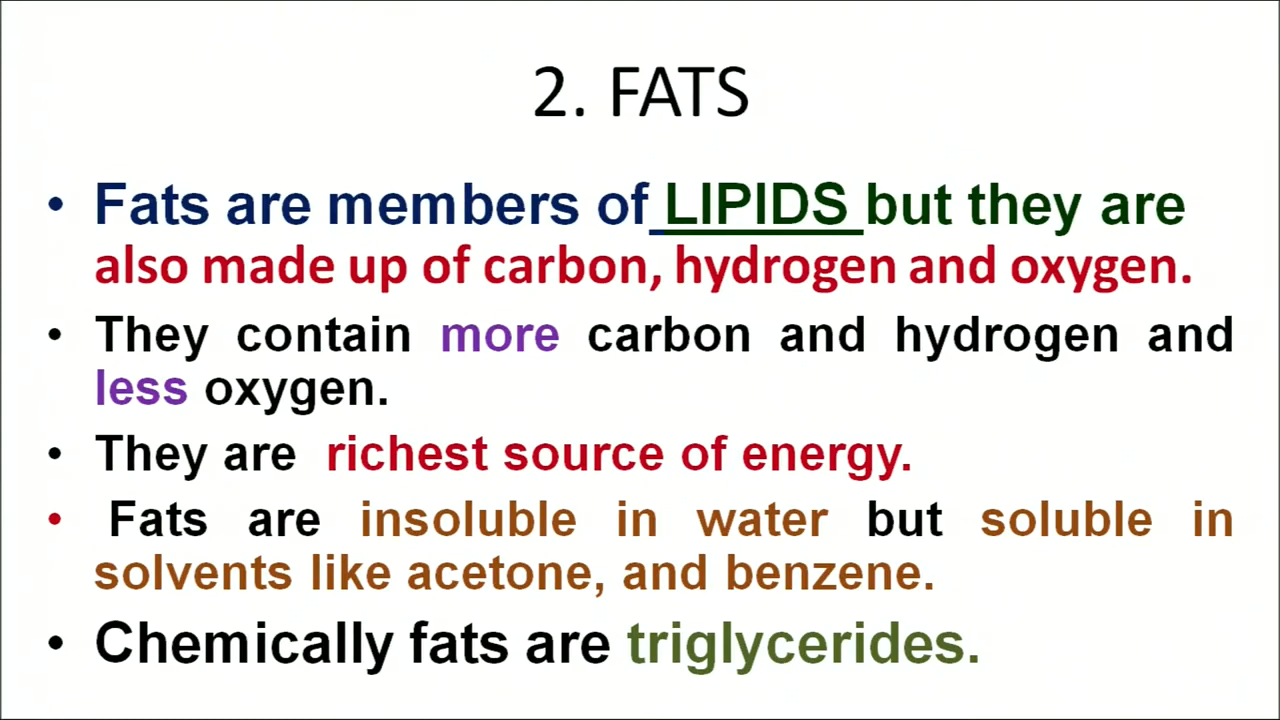 2. FATS
• Fats are members of LIPIDS but they are
also made up of carbon, hydrogen and oxygen.
• They contain more carbon and hydrogen and
less oxygen.
• They are richest source of energy.
• Fats are insoluble in water but soluble in
solvents like acetone, and benzene.
• Chemically fats are triglycerides.